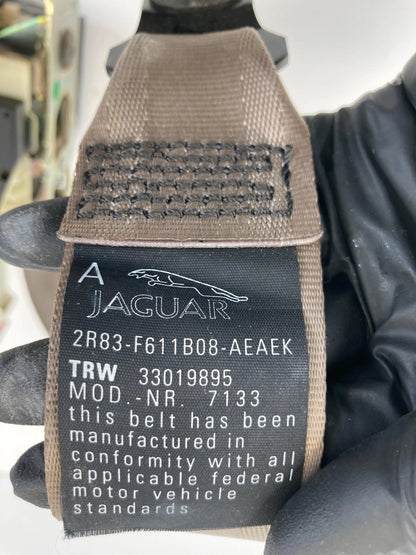 A
JAGUAR
2R83-F611B08-AEAEK
TRW 33019895
MOD.-NR. 7133
this belt has been
manufactured in
conformity with all
applicable federal
motor vehicle
standards